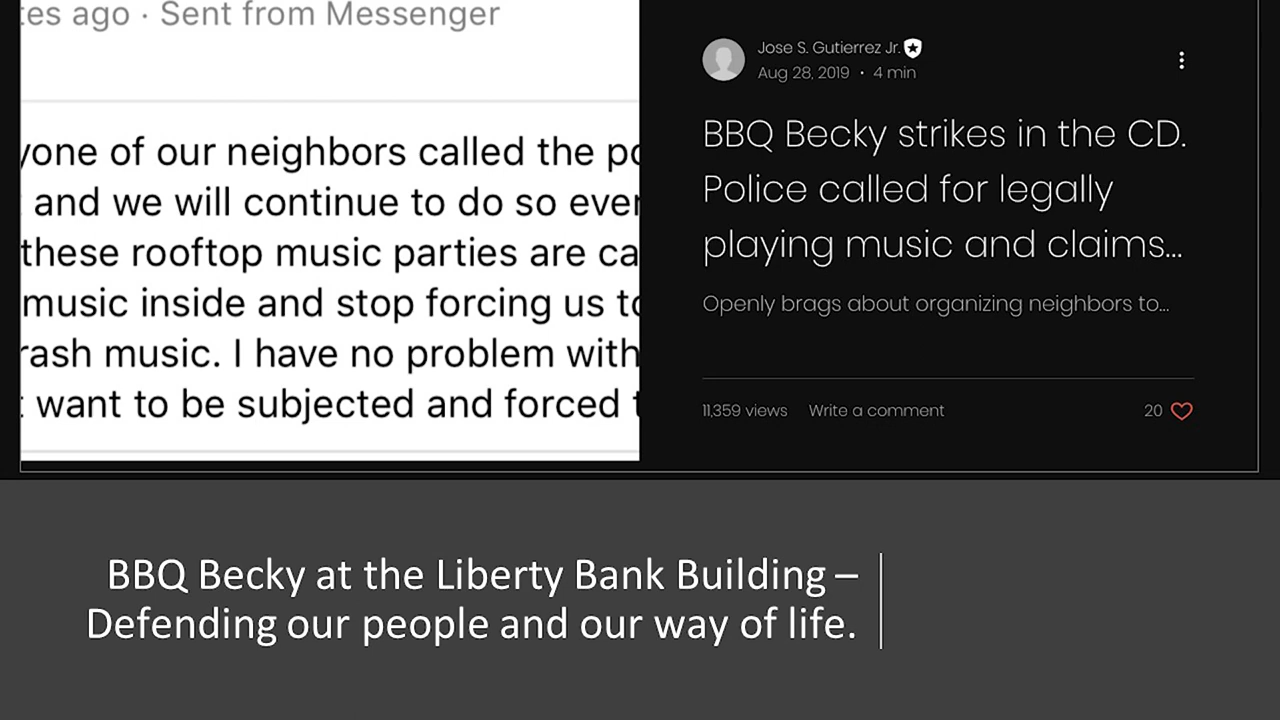 tes ago · Sent from Messenger
yone of our neighbors called the po
and we will continue to do so ever
these rooftop music parties are ca
music inside and stop forcing us to
rash music. I have no problem with
want to be subjected and forced t
Jose S. Gutierrez Jr.
Aug 28, 2019 · 4 min
BBQ Becky strikes in the CD.
Police called for legally
playing music and claims...
Openly brags about organizing neighbors to...
11,359 views Write a comment 20
BBQ Becky at the Liberty Bank Building –
Defending our people and our way of life.